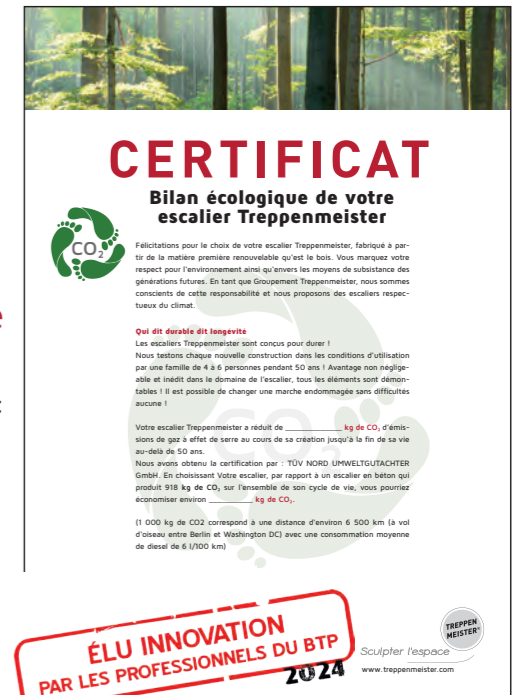 CERTIFICAT
Bilan écologique de votre
escalier Treppenmeister
CO2
Félicitations pour le choix de votre escalier Treppenmeister, fabriqué à par-
tir de la matière première renouvelable qu'est le bois. Vous marquez votre
respect pour l'environnement ainsi qu'envers les moyens de subsistance des
générations futures. En tant que Groupement Treppenmeister, nous sommes
conscients de cette responsabilité et nous proposons des escaliers respec-
tueux du climat.
Qui dit durable dit longévité
Les escaliers Treppenmeister sont conçus pour durer !
Nous testons chaque nouvelle construction dans les conditions d'utilisation
par une famille de 4 à 6 personnes pendant 50 ans ! Avantage non néglige-
able et inédit dans le domaine de l'escalier, tous les éléments sont démon-
tables ! Il est possible de changer une marche endommagée sans difficultés
aucune !
CO2
Votre escalier Treppenmeister a réduit de ____________ kg de CO2 d'émis-
sions de gaz à effet de serre au cours de sa création jusqu'à la fin de sa vie
au-delà de 50 ans.
Nous avons obtenu la certification par : TÜV NORD UMWELTGUTACHTER
GmbH. En choisissant Votre escalier, par rapport à un escalier en béton qui
produit 918 kg de CO2 sur l'ensemble de son cycle de vie, vous pourriez
économiser environ __________ kg de CO2.
(1 000 kg de CO2 correspond à une distance d'environ 6 500 km (à vol
d'oiseau entre Berlin et Washington DC) avec une consommation moyenne
de diesel de 6 l/100 km)
ÉLU INNOVATION
PAR LES PROFESSIONNELS DU BTP
2024
TREPPEN
MEISTER®
Sculpter l'espace
www.treppenmeister.com